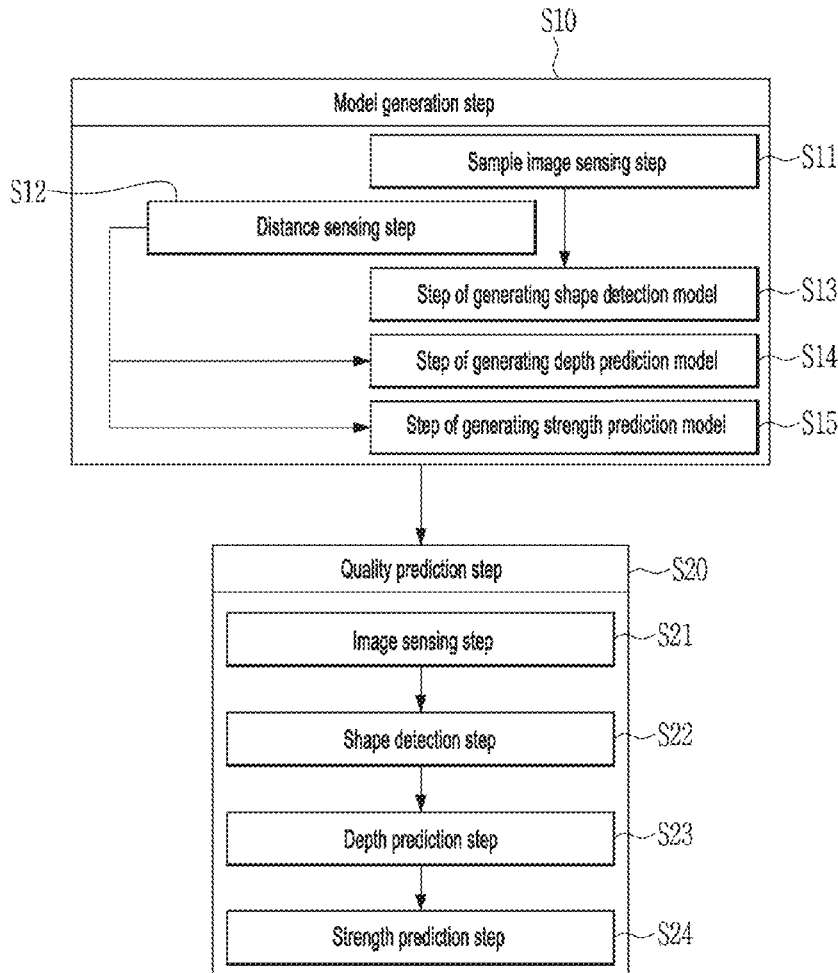 S10
Model generation step
Sample image sensing step
S11
S12
Distance sensing step
Step of generating shape detection model
S13
Step of generating depth prediction model
S14
Step of generating strength prediction model
S15
Quality prediction step
S20
Image sensing step
S21
Shape detection step
S22
Depth prediction step
S23
Strength prediction step
S24